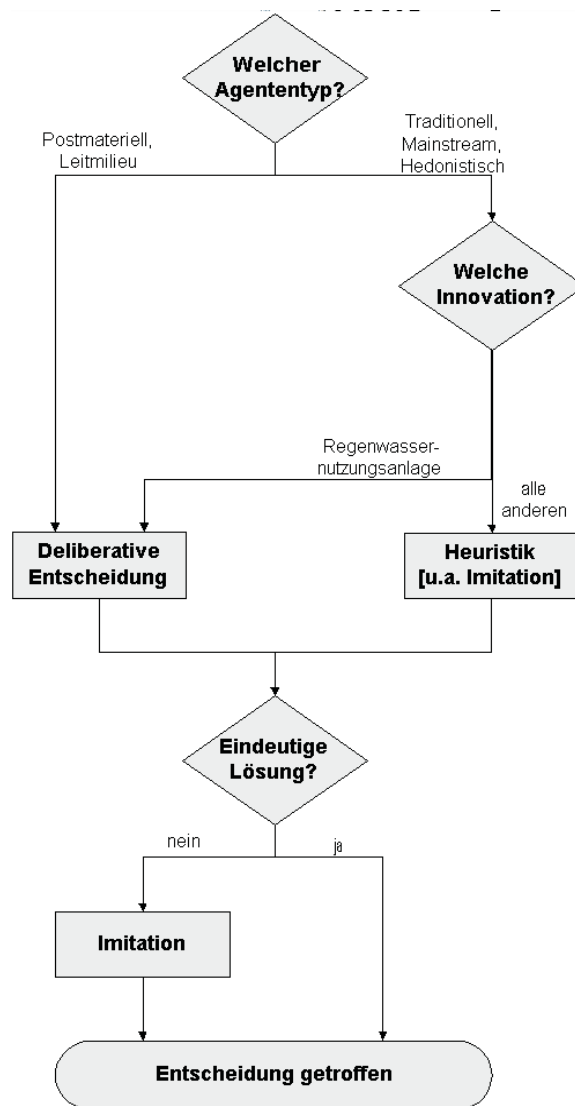 Welcher
Agententyp?
Postmateriell,
Leitmilieu
Traditionell,
Mainstream,
Hedonistisch
Welche
Innovation?
Regenwasser-
nutzungsanlage
alle
anderen
Deliberative
Entscheidung
Heuristik
[u.a. Imitation]
Eindeutige
Lösung?
nein
ja
Imitation
Entscheidung getroffen